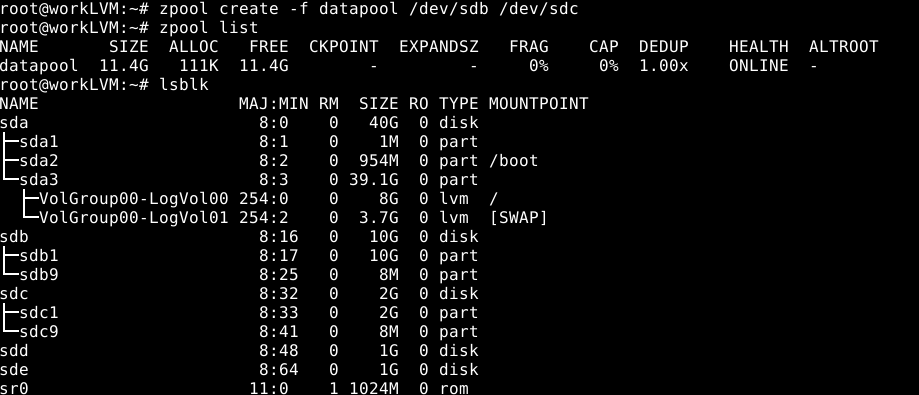 root@workLVM:~# zpool create -f datapool /dev/sdb /dev/sdc
root@workLVM:~# zpool list
NAME       SIZE  ALLOC   FREE  CKPOINT  EXPANDSZ   FRAG    CAP  DEDUP    HEALTH  ALTROOT
datapool  11.4G   111K  11.4G        -         -     0%     0%  1.00x    ONLINE  -
root@workLVM:~# lsblk
NAME                    MAJ:MIN RM  SIZE RO TYPE MOUNTPOINT
sda                       8:0    0   40G  0 disk
├─sda1                    8:1    0    1M  0 part
├─sda2                    8:2    0  954M  0 part /boot
└─sda3                    8:3    0 39.1G  0 part
  ├─VolGroup00-LogVol00 254:0    0    8G  0 lvm  /
  └─VolGroup00-LogVol01 254:2    0  3.7G  0 lvm  [SWAP]
sdb                       8:16   0   10G  0 disk
├─sdb1                    8:17   0   10G  0 part
└─sdb9                    8:25   0    8M  0 part
sdc                       8:32   0    2G  0 disk
├─sdc1                    8:33   0    2G  0 part
└─sdc9                    8:41   0    8M  0 part
sdd                       8:48   0    1G  0 disk
sde                       8:64   0    1G  0 disk
sr0                      11:0    1 1024M  0 rom